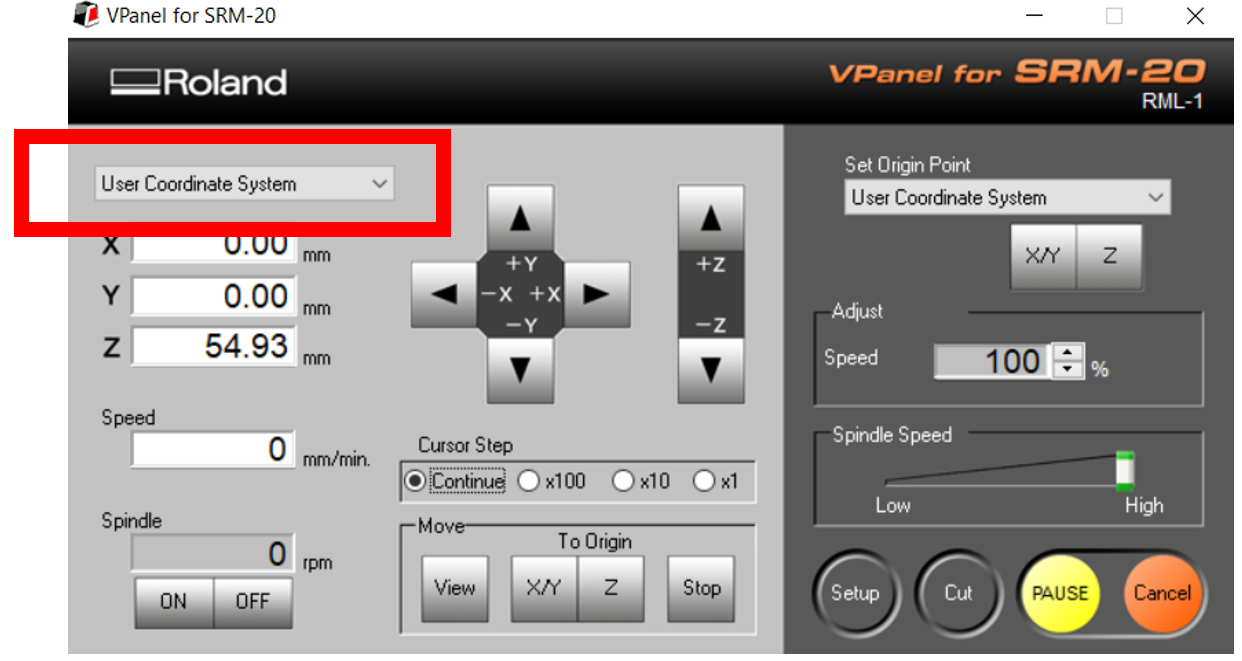 VPanel for SRM-20
Roland
VPanel for SRM-20
RML-1
User Coordinate System
X 0.00 mm
Y 0.00 mm
Z 54.93 mm
Speed
0 mm/min.
Spindle
0 rpm
ON OFF
+Y
-X +X
-Y
+Z
-Z
Cursor Step
Continue x100 x10 x1
Move
To Origin
View X/Y Z Stop
Set Origin Point
User Coordinate System
X/Y Z
Adjust
Speed 100 %
Spindle Speed
Low High
Setup Cut PAUSE Cancel